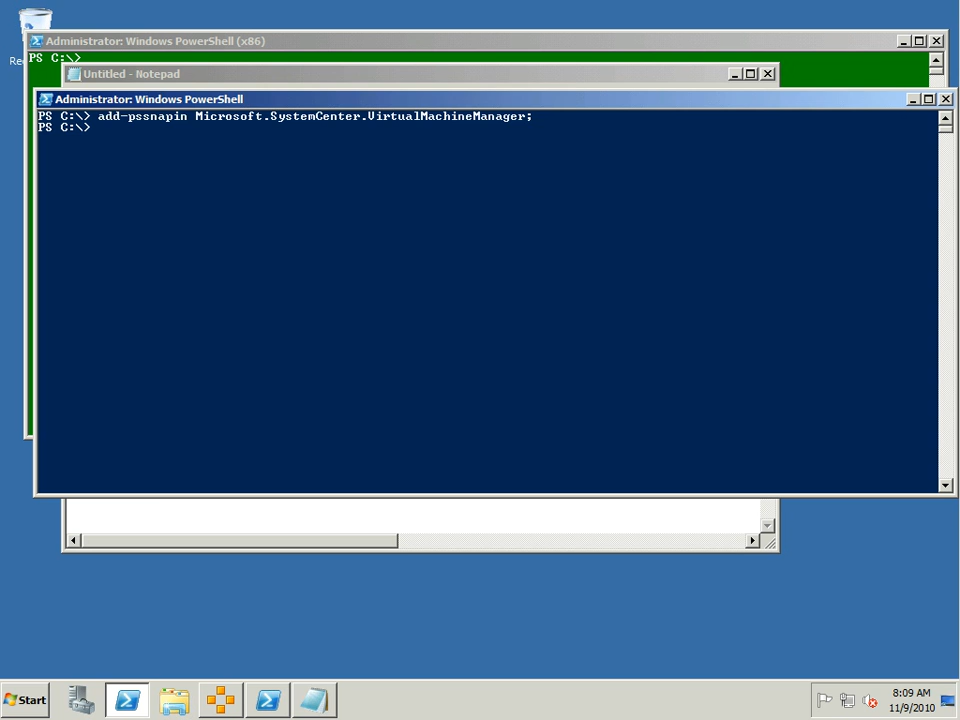 Administrator: Windows PowerShell (x86)
PS C:\>
Untitled - Notepad
Administrator: Windows PowerShell
PS C:\> add-pssnapin Microsoft.SystemCenter.VirtualMachineManager;
PS C:\>
Start
8:09 AM
11/9/2010